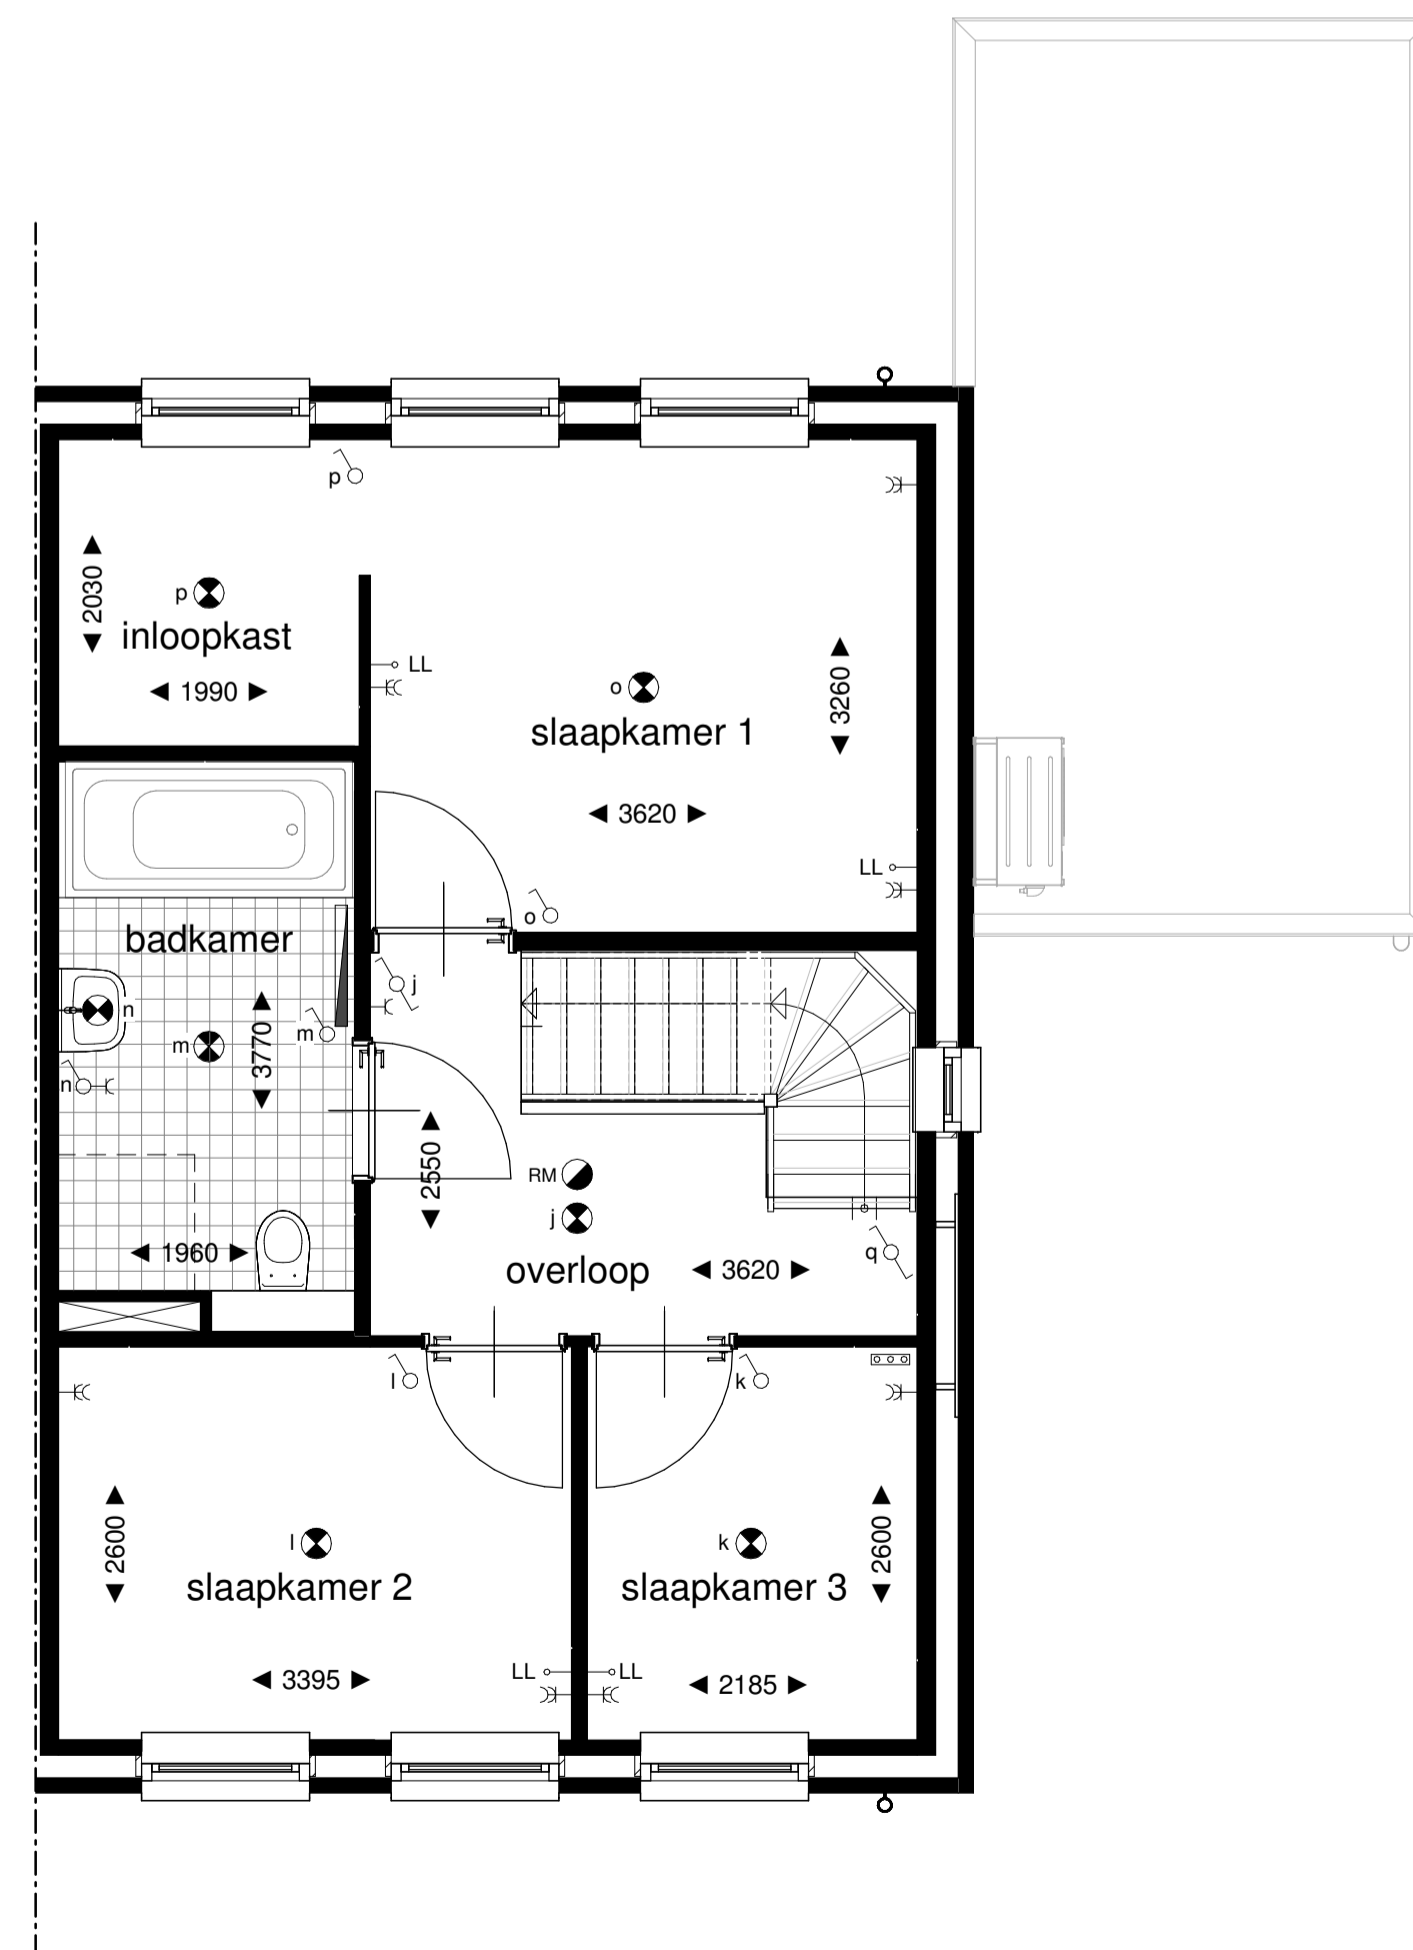 p
2030
p
inloopkast
1990
LL
o
slaapkamer 1
3260
3620
LL
o
badkamer
j
n
m
m
3770
n
2550
RM
j
1960
overloop
3620
q
l
k
2600
l
slaapkamer 2
k
slaapkamer 3
2600
LL
LL
3395
2185